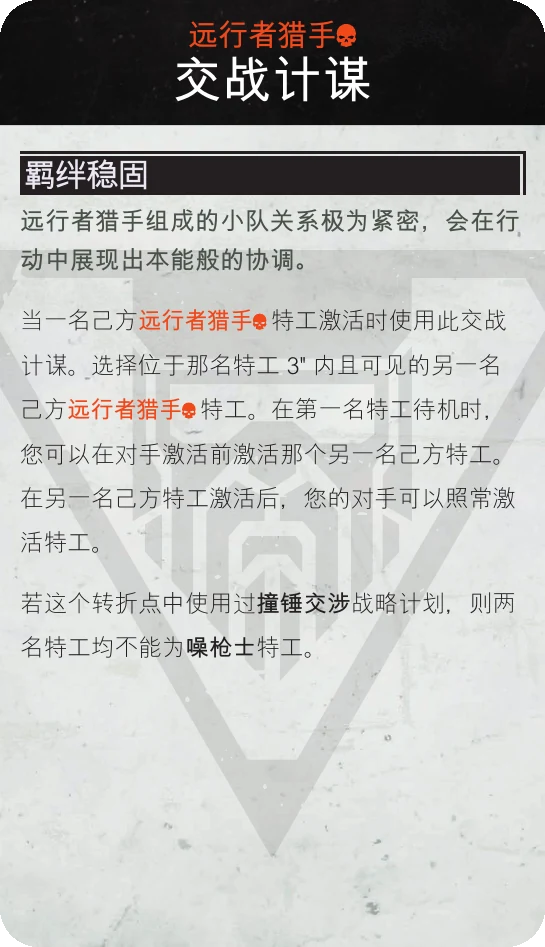 远行者猎手
交战计谋
羁绊稳固
远行者猎手组成的小队关系极为紧密，会在行
动中展现出本能般的协调。
当一名己方远行者猎手特工激活时使用此交战
计谋。选择位于那名特工 3" 内且可见的另一名
己方远行者猎手特工。在第一名特工待机时，
您可以在对手激活前激活那个另一名己方特工。
在另一名己方特工激活后，您的对手可以照常激
活特工。
若这个转折点中使用过撞锤交涉战略计划，则两
名特工均不能为噪枪士特工。